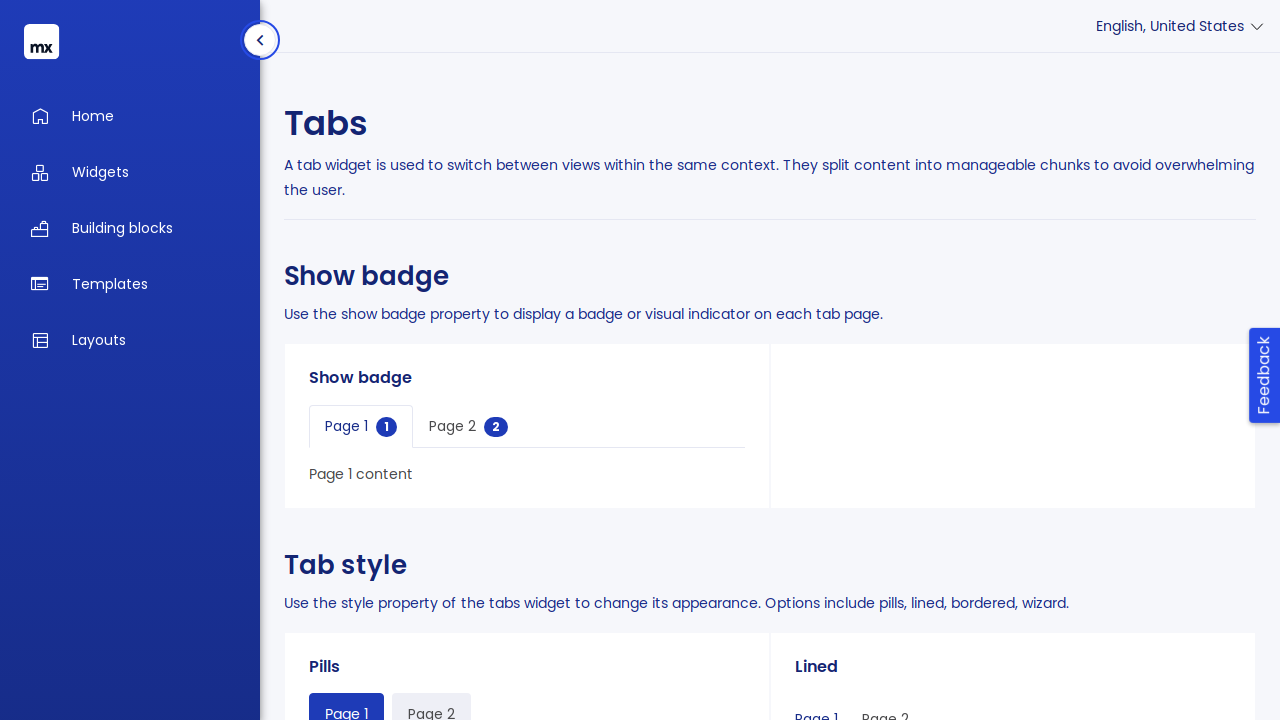 mx
English, United States
Home
Widgets
Building blocks
Templates
Layouts
Tabs
A tab widget is used to switch between views within the same context. They split content into manageable chunks to avoid overwhelming
the user.
Show badge
Use the show badge property to display a badge or visual indicator on each tab page.
Show badge
Page 1 1 Page 2 2
Page 1 content
Feedback
Tab style
Use the style property of the tabs widget to change its appearance. Options include pills, lined, bordered, wizard.
Pills
Page 1 Page 2
Lined
Page 1 Page 2